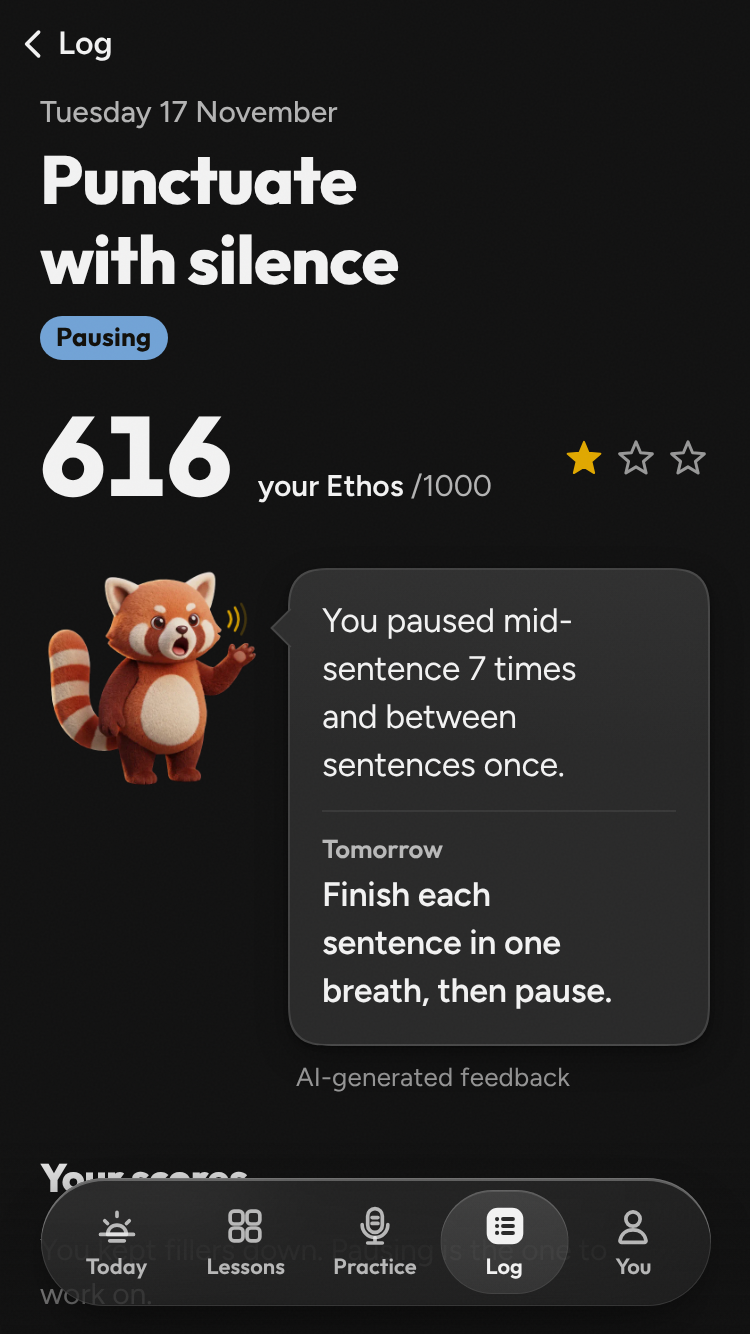 Log
Tuesday 17 November
Punctuate
with silence
Pausing
616 your Ethos /1000
You paused mid-
sentence 7 times
and between
sentences once.
Tomorrow
Finish each
sentence in one
breath, then pause.
AI-generated feedback
Your scores
You kept fillers down. Pausing is the one to
work on.
Today
Lessons
Practice
Log
You